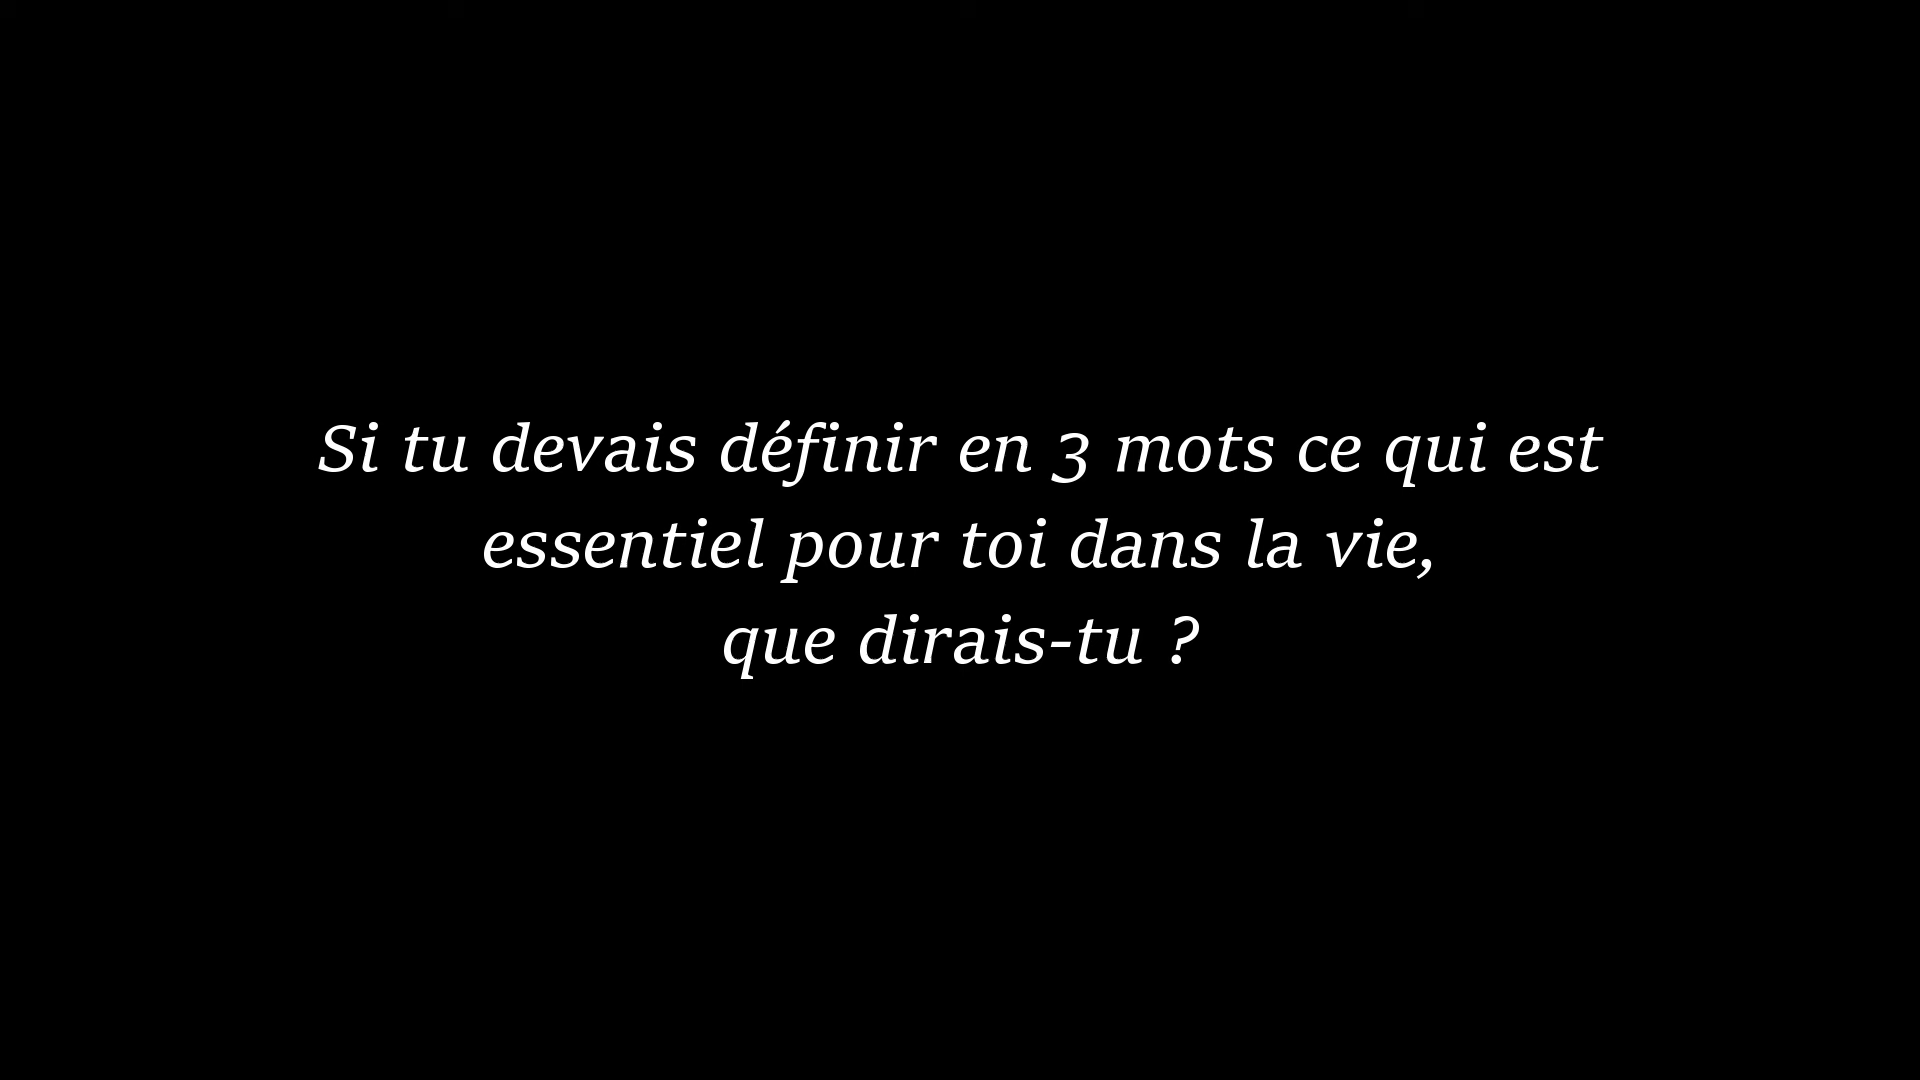 Si tu devais définir en 3 mots ce qui est
essentiel pour toi dans la vie,
que dirais-tu ?